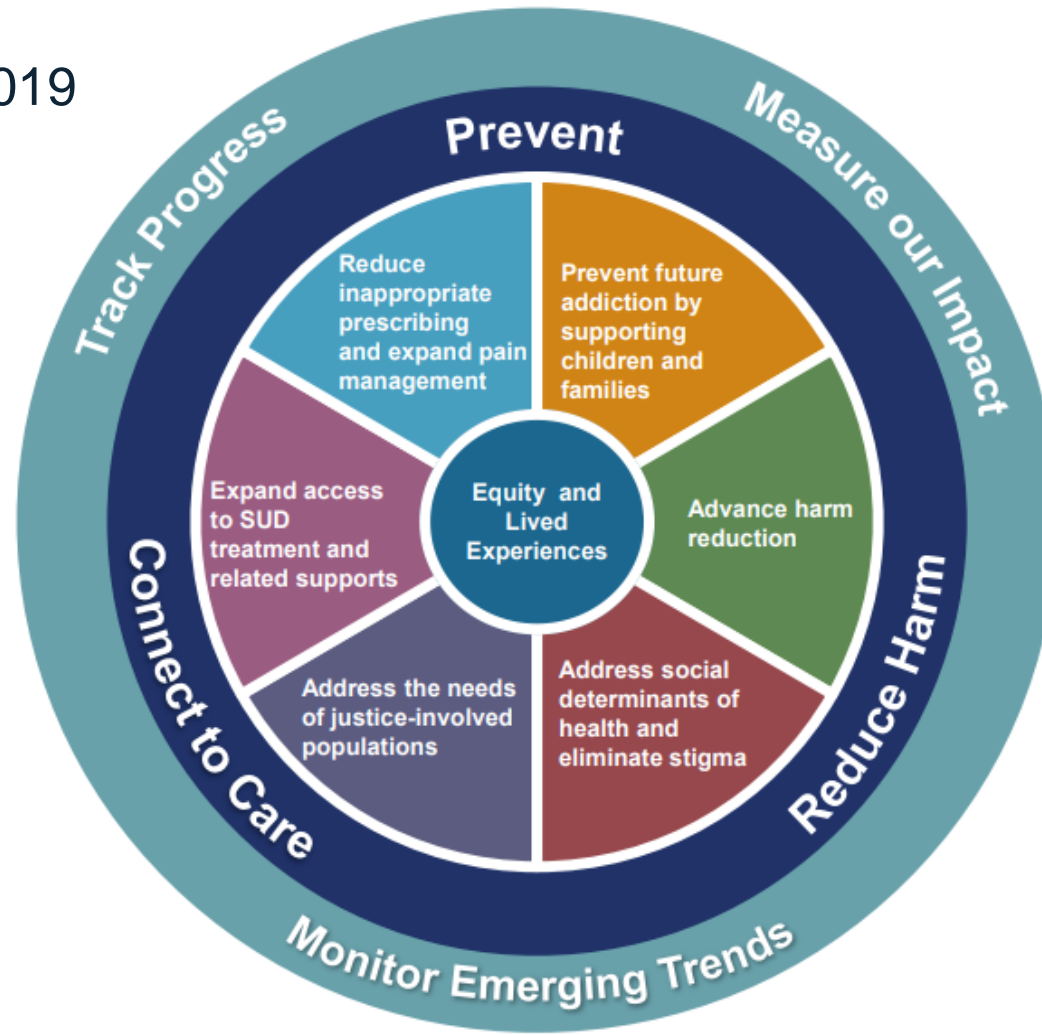 019
Track Progress
Measure our Impact
Prevent
Reduce
inappropriate
prescribing
and expand pain
management
Prevent future
addiction by
supporting
children and
families
Expand access
to SUD
treatment and
related supports
Equity and
Lived
Experiences
Advance harm
reduction
Address the needs
of justice-involved
populations
Address social
determinants of
health and
eliminate stigma
Connect to Care
Reduce Harm
Monitor Emerging Trends